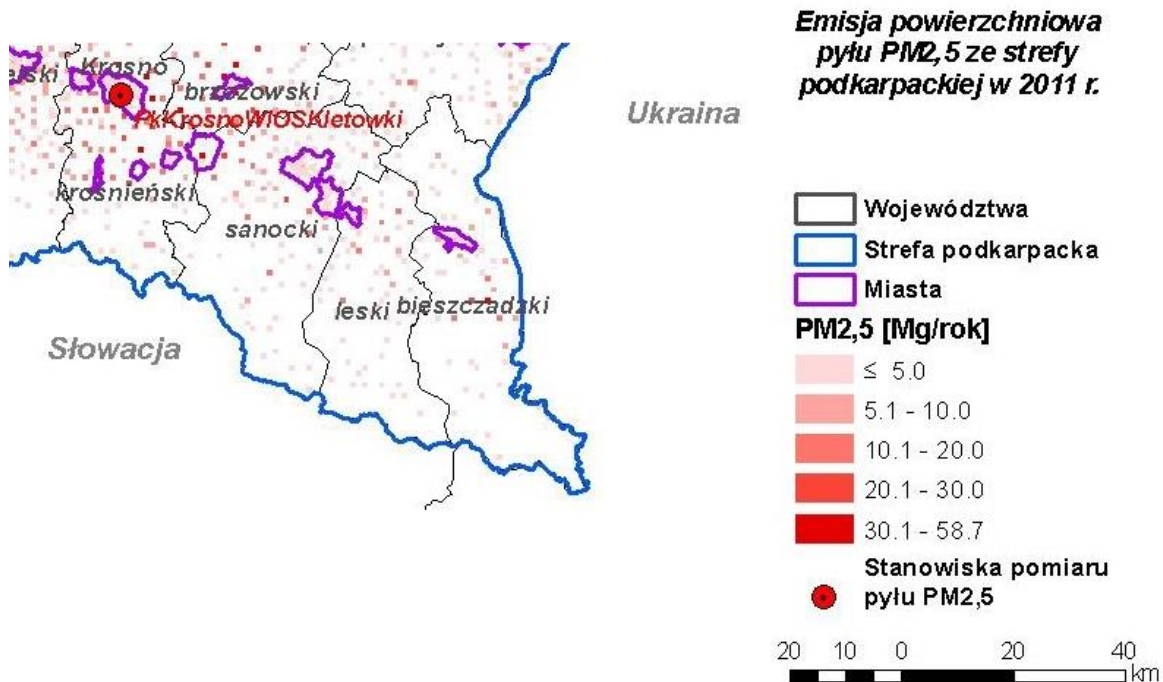 Emisja powierzchniowa
pyłu PM2,5 ze strefy
podkarpackiej w 2011 r.
Krosno
brzozowski
PkKrosnoWIOSKletowki
krośnieński
sanocki
leski
bieszczadzki
Ukraina
Słowacja
Województwa
Strefa podkarpacka
Miasta
PM2,5 [Mg/rok]
≤ 5.0
5.1 - 10.0
10.1 - 20.0
20.1 - 30.0
30.1 - 58.7
Stanowiska pomiaru
pyłu PM2,5
20 10 0 20 40
km